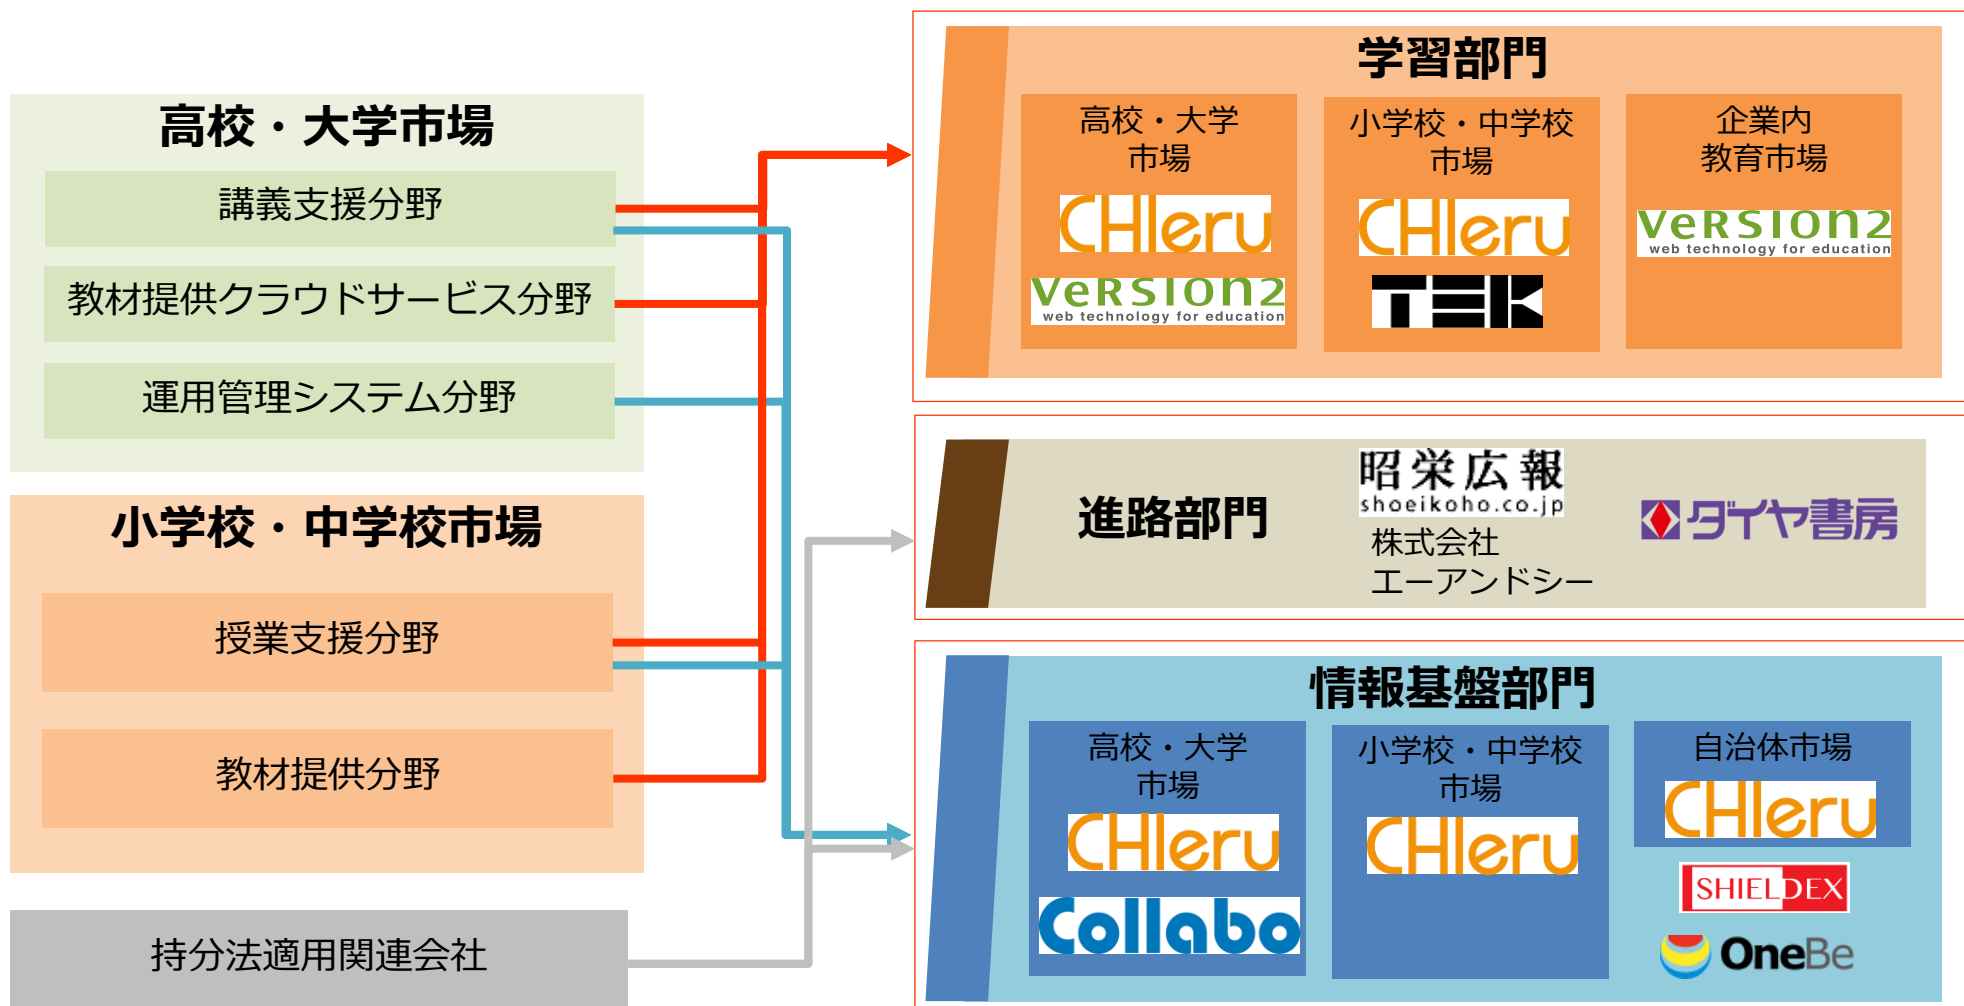 高校・大学市場
講義支援分野
教材提供クラウドサービス分野
運用管理システム分野
小学校・中学校市場
授業支援分野
教材提供分野
持分法適用関連会社
学習部門
高校・大学
市場
CHIeru
VeRSION2
web technology for education
小学校・中学校
市場
CHIeru
TEK
企業内
教育市場
VeRSION2
web technology for education
進路部門
昭栄広報
shoeikoho.co.jp
株式会社
エーアンドシー
ダイヤ書房
情報基盤部門
高校・大学
市場
CHIeru
Collabo
小学校・中学校
市場
CHIeru
自治体市場
CHIeru
SHIELDEX
OneBe